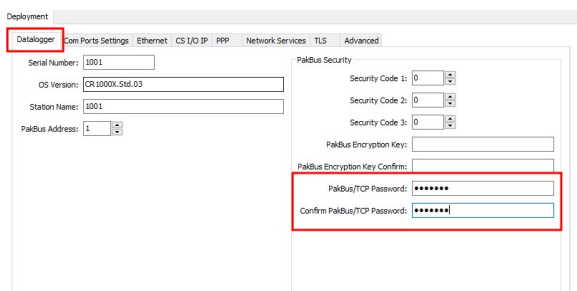 Deployment
Datalogger Com Ports Settings Ethernet CS I/O IP PPP Network Services TLS Advanced
Serial Number: 1001
OS Version: CR1000X.Std.03
Station Name: 1001
PakBus Address: 1
PakBus Security
Security Code 1: 0
Security Code 2: 0
Security Code 3: 0
PakBus Encryption Key:
PakBus Encryption Key Confirm:
PakBus/TCP Password: •••••••
Confirm PakBus/TCP Password: •••••••